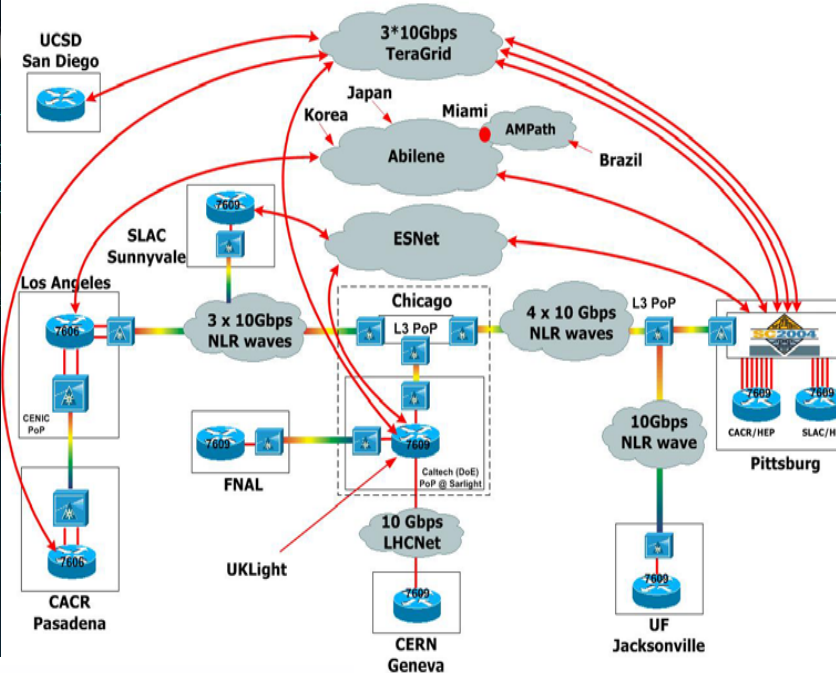 UCSD
San Diego
3*10Gbps
TeraGrid
Japan
Korea
Miami
AMPath
Abilene
Brazil
7609
SLAC
Sunnyvale
ESNet
Los Angeles
7606
3 x 10Gbps
NLR waves
Chicago
L3 PoP
4 x 10 Gbps
NLR waves
L3 PoP
SC2004
CENIC
PoP
7609
FNAL
7609
Caltech (DoE)
PoP @ Sarlight
10Gbps
NLR wave
7609
CACR/HEP
7609
SLAC/H
Pittsburg
UKLight
10 Gbps
LHCNet
7606
CACR
Pasadena
7609
CERN
Geneva
7609
UF
Jacksonville